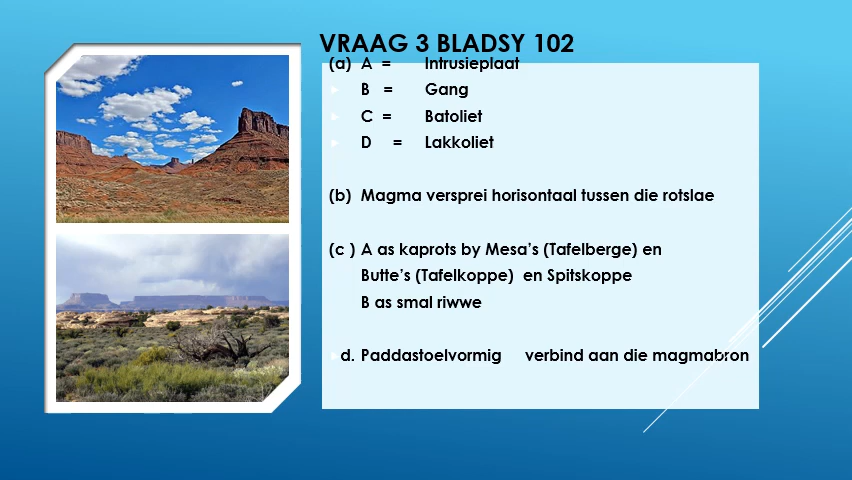 VRAAG 3 BLADSY 102
(a) A = Intrusieplaat
B = Gang
C = Batoliet
D = Lakkoliet
(b) Magma versprei horisontaal tussen die rotslae
(c ) A as kaprots by Mesa's (Tafelberge) en
Butte's (Tafelkoppe) en Spitskoppe
B as smal riwwe
d. Paddastoelvormig verbind aan die magmabron